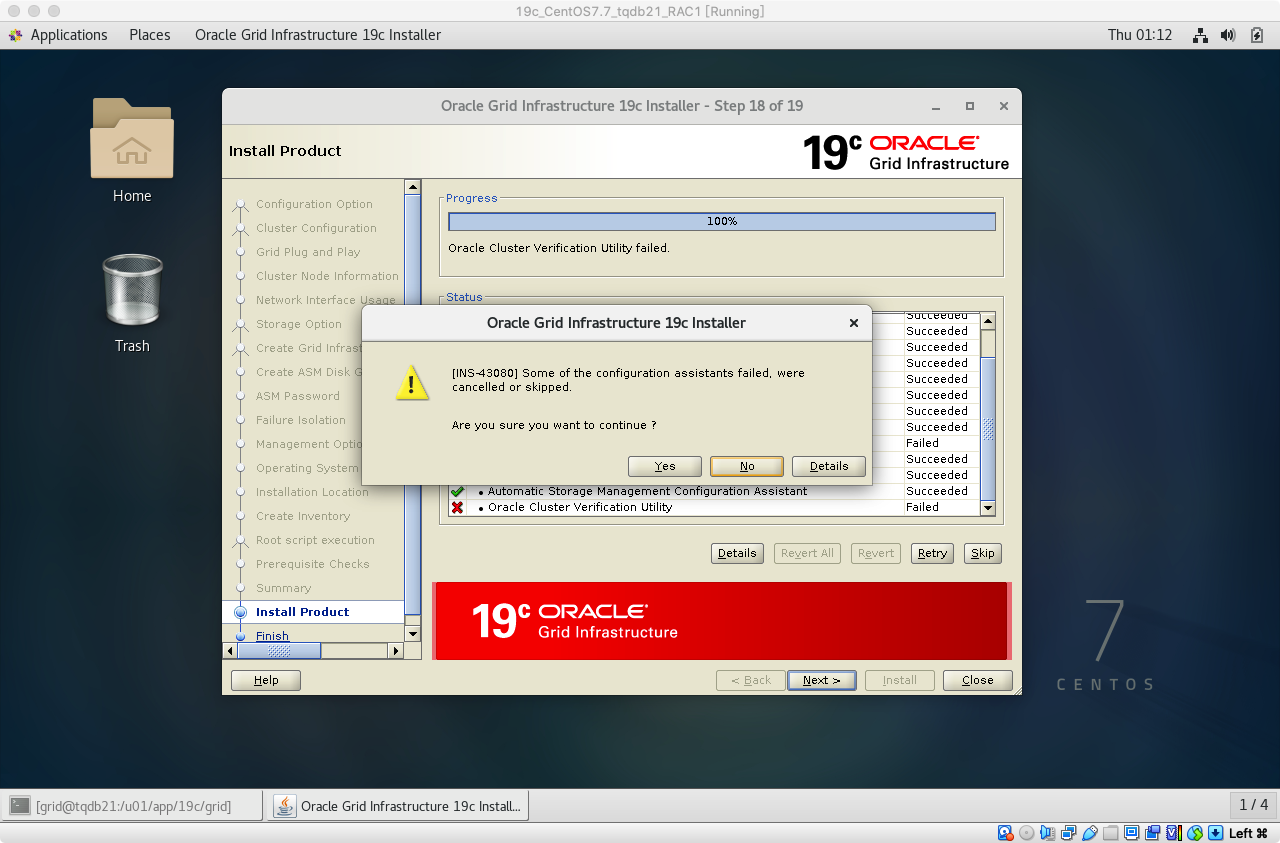 19c_CentOS7.7_tqdb21_RAC1 [Running]
Applications Places Oracle Grid Infrastructure 19c Installer Thu 01:12
Home
Trash
Oracle Grid Infrastructure 19c Installer - Step 18 of 19
Install Product
19c ORACLE
Grid Infrastructure
Configuration Option
Cluster Configuration
Grid Plug and Play
Cluster Node Information
Network Interface Usage
Storage Option
Create Grid Infrast
Create ASM Disk G
ASM Password
Failure Isolation
Management Optio
Operating System
Installation Location
Create Inventory
Root script execution
Prerequisite Checks
Summary
Install Product
Finish
Progress
100%
Oracle Cluster Verification Utility failed.
Status
Succeeded
Succeeded
Succeeded
Succeeded
Succeeded
Succeeded
Succeeded
Succeeded
Failed
Succeeded
Succeeded
Automatic Storage Management Configuration Assistant Succeeded
Oracle Cluster Verification Utility Failed
Oracle Grid Infrastructure 19c Installer
[INS-43080] Some of the configuration assistants failed, were
cancelled or skipped.
Are you sure you want to continue ?
Yes No Details
Details Revert All Revert Retry Skip
19c ORACLE
Grid Infrastructure
Help < Back Next > Install Close
7
CENTOS
[grid@tqdb21:/u01/app/19c/grid] Oracle Grid Infrastructure 19c Install... 1 / 4
Left ⌘